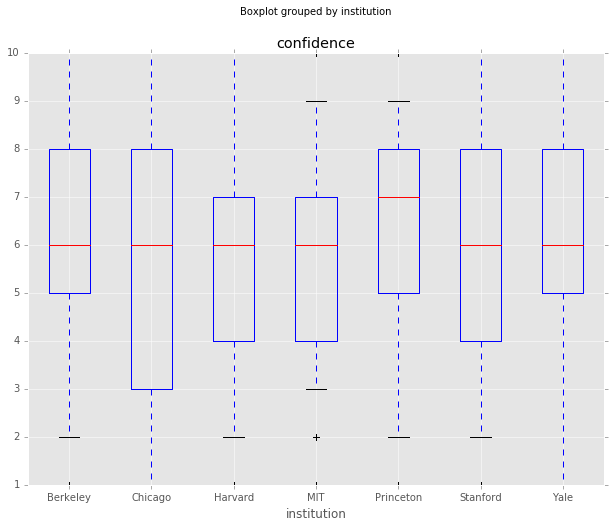 Boxplot grouped by institution
confidence
10
9
8
7
6
5
4
3
2
1
Berkeley Chicago Harvard MIT Princeton Stanford Yale
institution